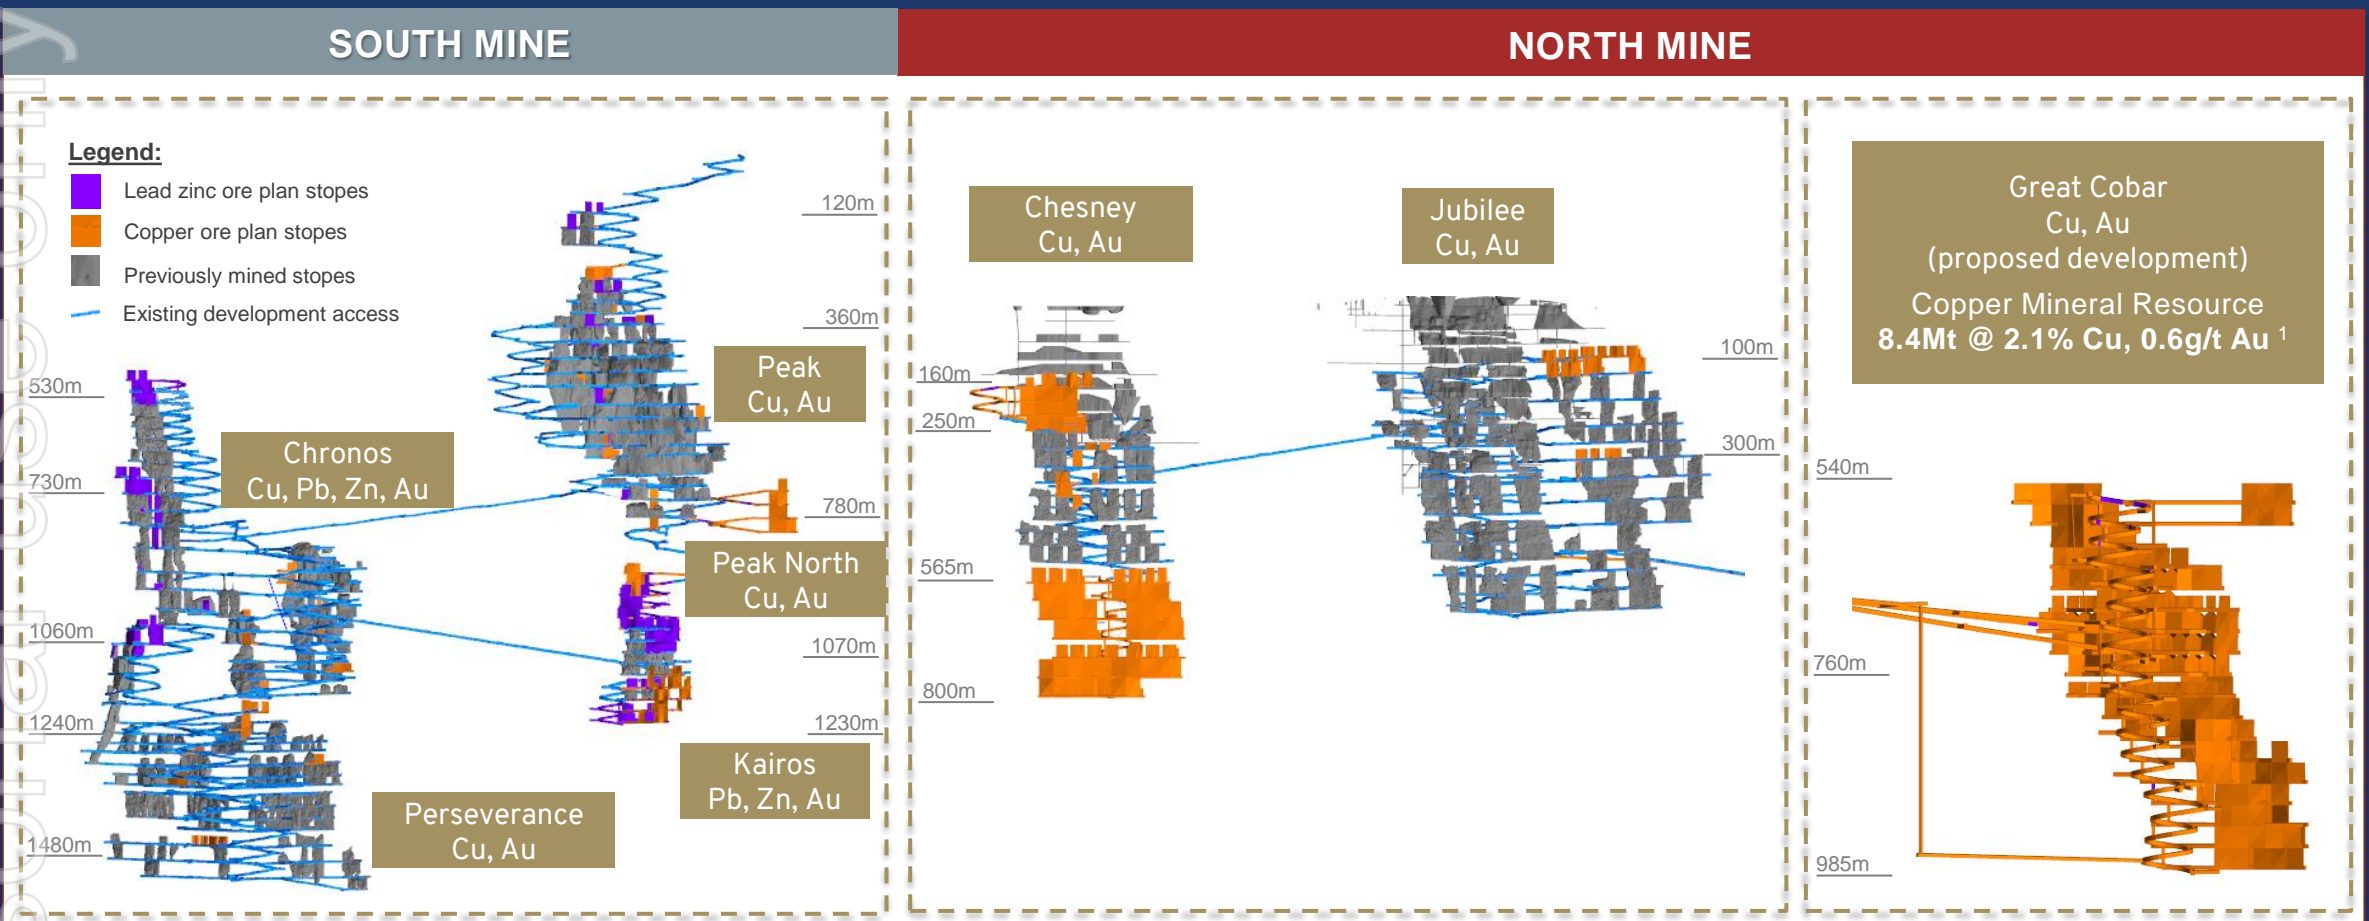 SOUTH MINE
NORTH MINE
Legend:
Lead zinc ore plan stopes
Copper ore plan stopes
Previously mined stopes
Existing development access
530m
730m
1060m
1240m
1480m
Chronos
Cu, Pb, Zn, Au
Perseverance
Cu, Au
120m
360m
Peak
Cu, Au
780m
Peak North
Cu, Au
1070m
1230m
Kairos
Pb, Zn, Au
Chesney
Cu, Au
160m
250m
565m
800m
Jubilee
Cu, Au
100m
300m
Great Cobar
Cu, Au
(proposed development)
Copper Mineral Resource
8.4Mt @ 2.1% Cu, 0.6g/t Au 1
540m
760m
985m